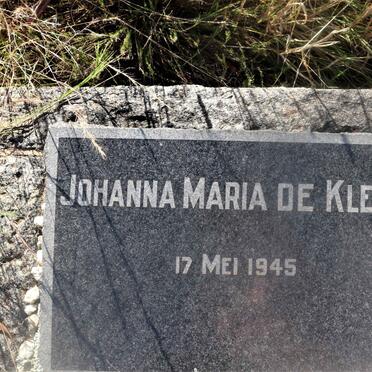 JOHANNA MARIA DE KLE
17 MEI 1945